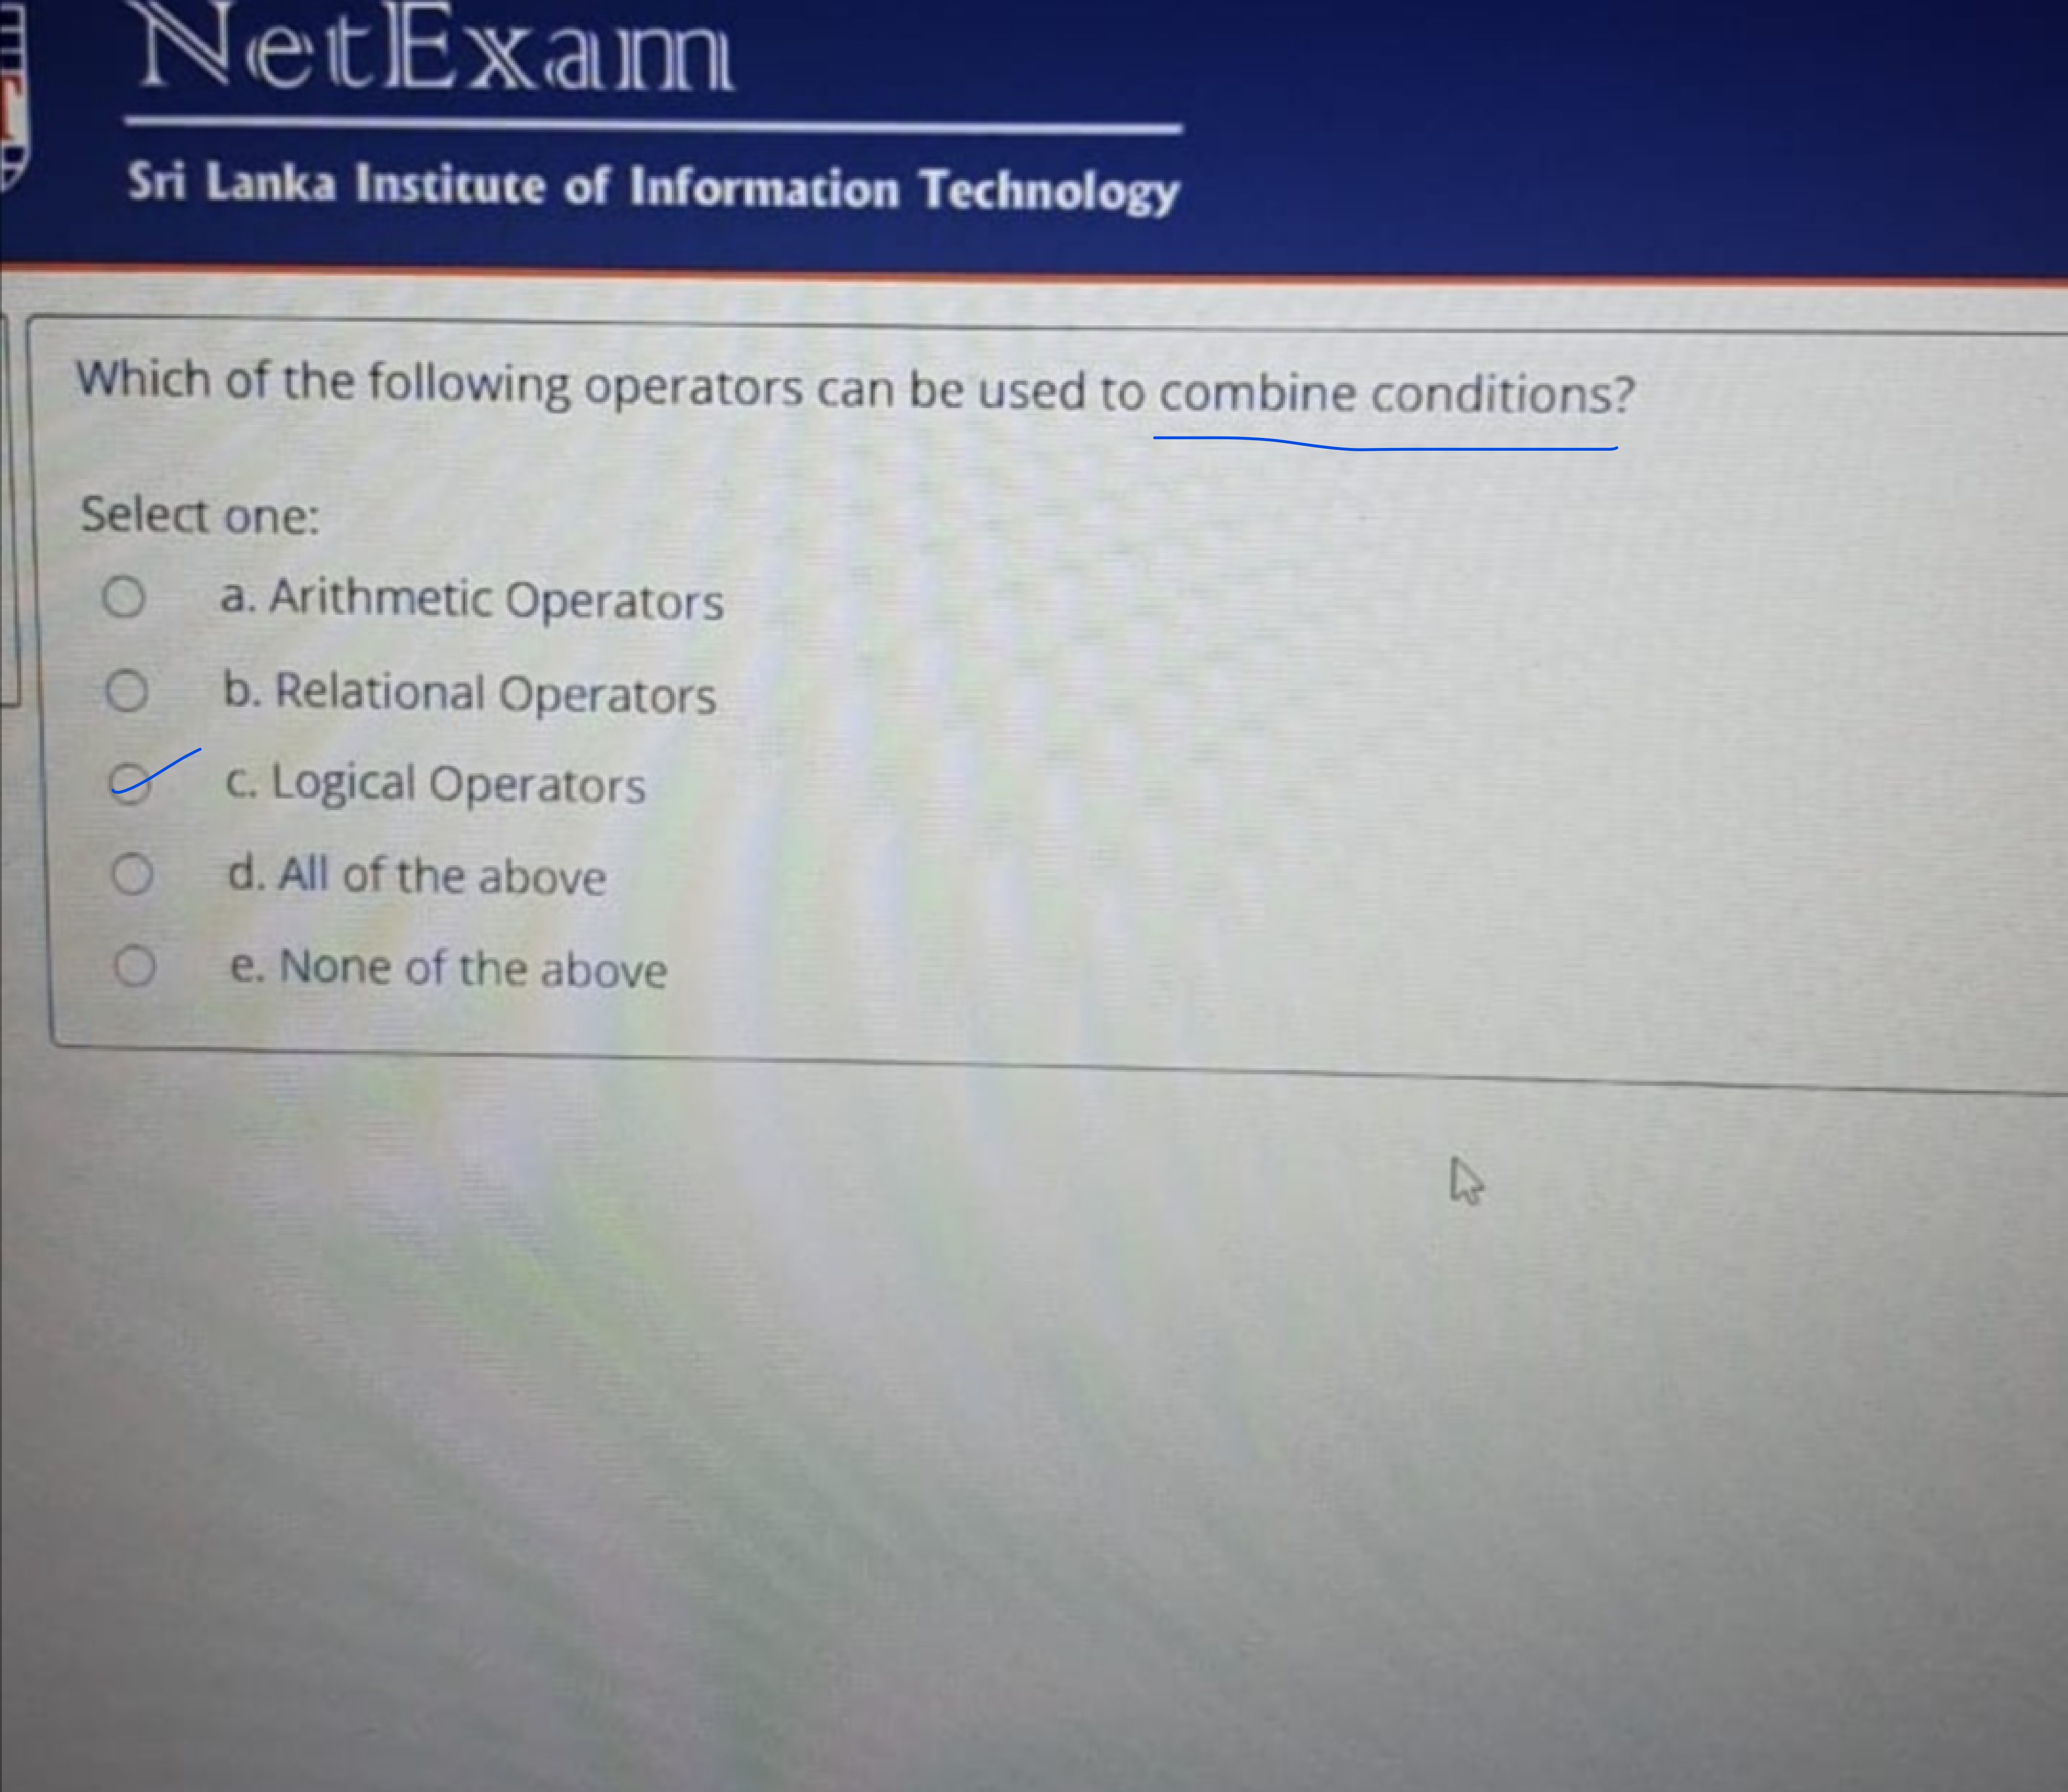 NetExam
Sri Lanka Institute of Information Technology
Which of the following operators can be used to combine conditions?
Select one:
a. Arithmetic Operators
b. Relational Operators
c. Logical Operators
d. All of the above
e. None of the above